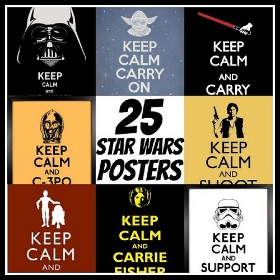 KEEP
CALM
and
KEEP
CALM
CARRY
ON
KEEP
CALM
AND
CARRY
KEEP
CALM
AND
C-3PO
25
STAR WARS
POSTERS
KEEP
CALM
AND
SHOOT
KEEP
CALM
AND
KEEP
CALM
AND
CARRIE
FISHER
KEEP
CALM
AND
SUPPORT